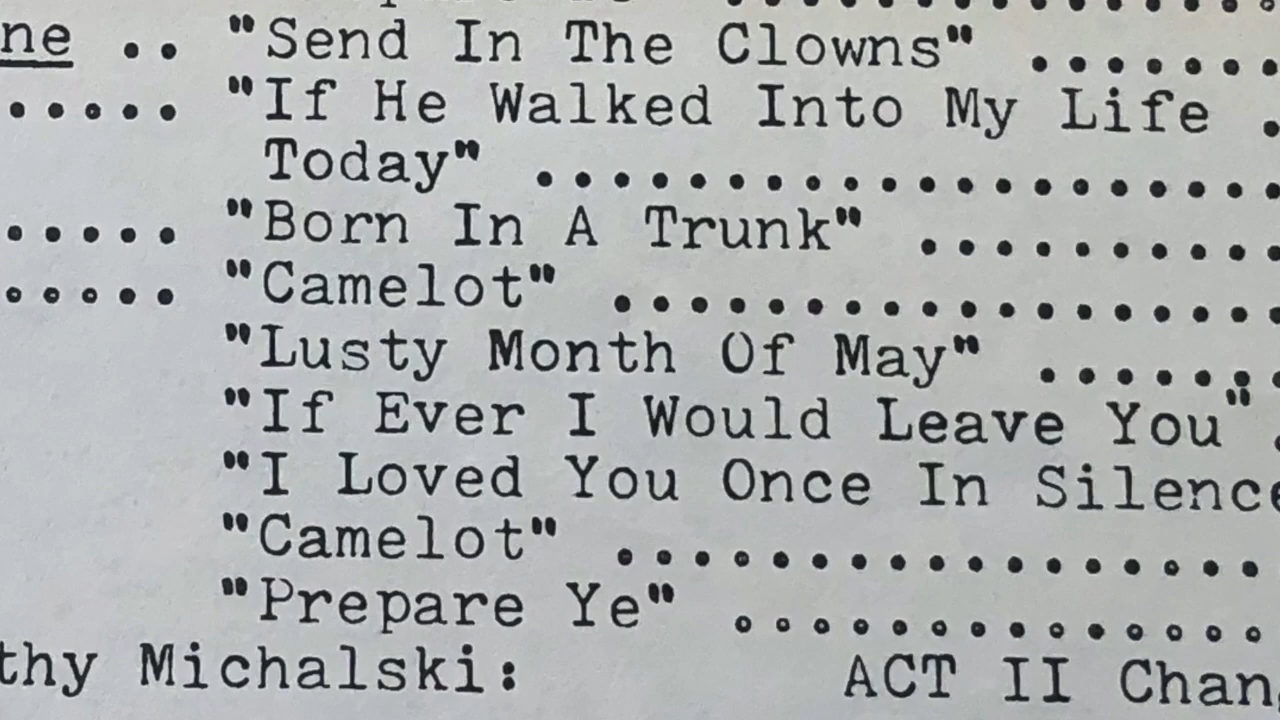 ne .. "Send In The Clowns" .......
..... "If He Walked Into My Life .
Today" ....................
..... "Born In A Trunk" ..........
..... "Camelot" ..................
"Lusty Month Of May" .......
"If Ever I Would Leave You" .
"I Loved You Once In Silence
"Camelot" .................
"Prepare Ye" ..............
thy Michalski: ACT II Chan